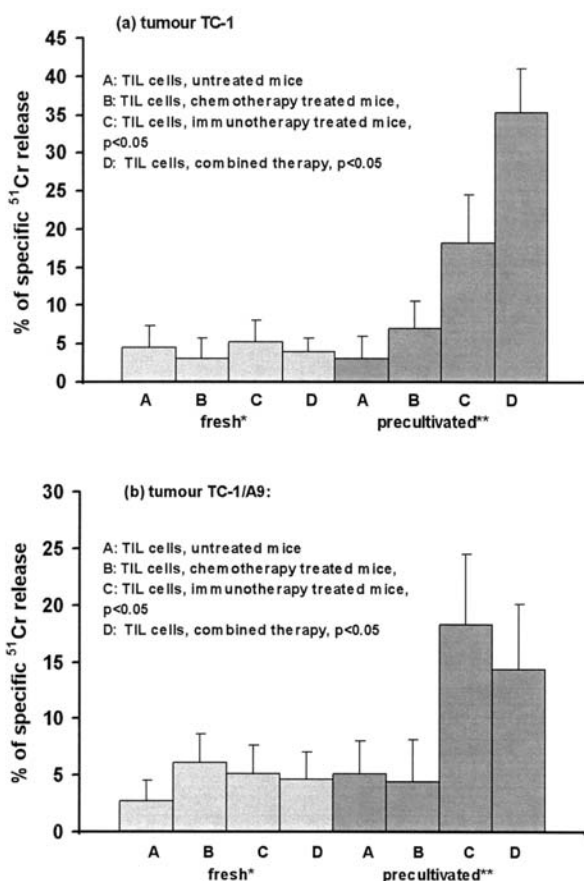 (a) tumour TC-1
A: TIL cells, untreated mice
B: TIL cells, chemotherapy treated mice,
C: TIL cells, immunotherapy treated mice,
p<0.05
D: TIL cells, combined therapy, p<0.05
% of specific ⁵¹Cr release
45
40
35
30
25
20
15
10
5
0
A B C D A B C D
fresh* precultivated**
(b) tumour TC-1/A9:
A: TIL cells, untreated mice
B: TIL cells, chemotherapy treated mice,
C: TIL cells, immunotherapy treated mice,
p<0.05
D: TIL cells, combined therapy, p<0.05
% of specific ⁵¹Cr release
30
25
20
15
10
5
0
A B C D A B C D
fresh* precultivated**